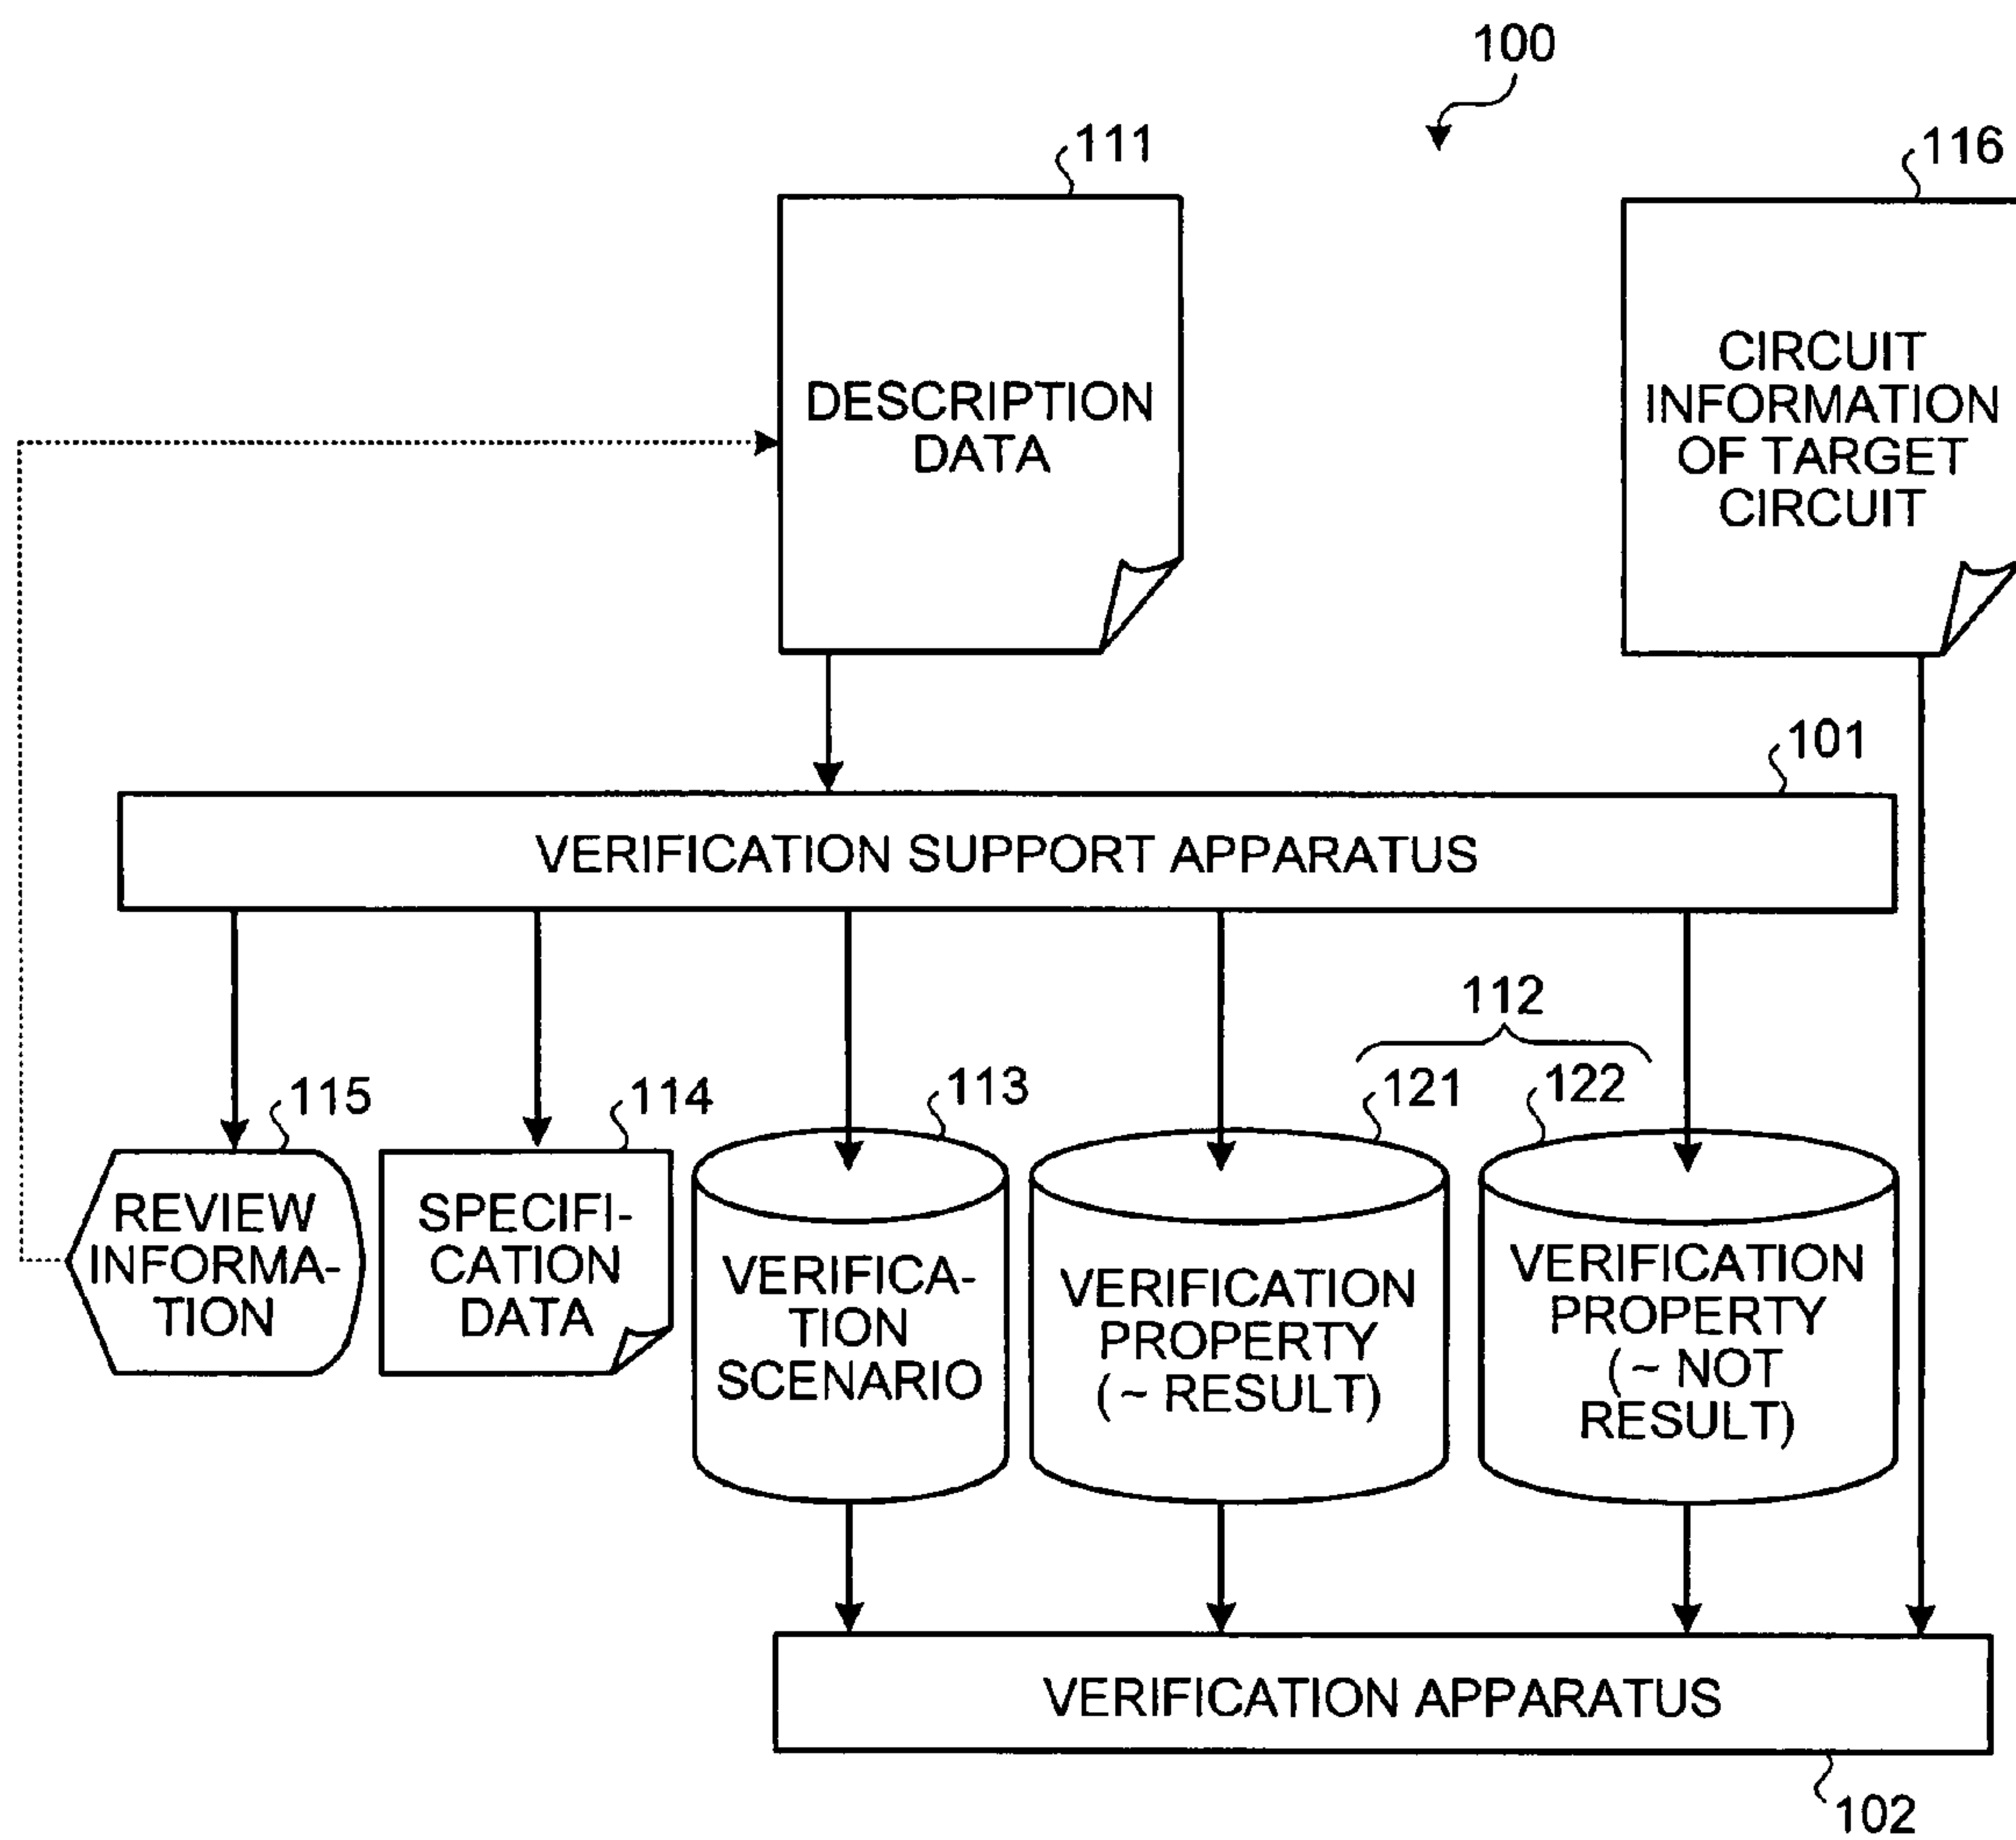 100
111
116
DESCRIPTION
DATA
CIRCUIT
INFORMATION
OF TARGET
CIRCUIT
101
VERIFICATION SUPPORT APPARATUS
112
115
114
113
121
122
REVIEW
INFORMA-
TION
SPECIFI-
CATION
DATA
VERIFICA-
TION
SCENARIO
VERIFICATION
PROPERTY
(~ RESULT)
VERIFICATION
PROPERTY
(~ NOT
RESULT)
VERIFICATION APPARATUS
102